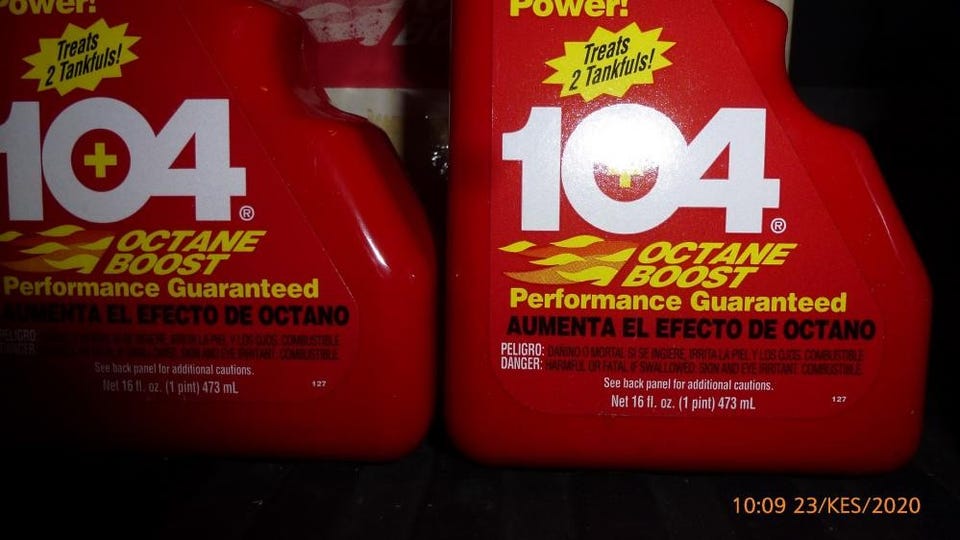 Power!
Treats
2 Tankfuls!
104®
OCTANE
BOOST
Performance Guaranteed
AUMENTA EL EFECTO DE OCTANO
PELIGRO:
DANGER:
See back panel for additional cautions.
Net 16 fl. oz. (1 pint) 473 mL
127
Power!
Treats
2 Tankfuls!
104®
OCTANE
BOOST
Performance Guaranteed
AUMENTA EL EFECTO DE OCTANO
PELIGRO: DAÑINO O MORTAL SI SE INGIERE, IRRITA LA PIEL Y LOS OJOS. COMBUSTIBLE
DANGER: HARMFUL OR FATAL IF SWALLOWED. SKIN AND EYE IRRITANT. COMBUSTIBLE.
See back panel for additional cautions.
Net 16 fl. oz. (1 pint) 473 mL
127
10:09 23/KES/2020